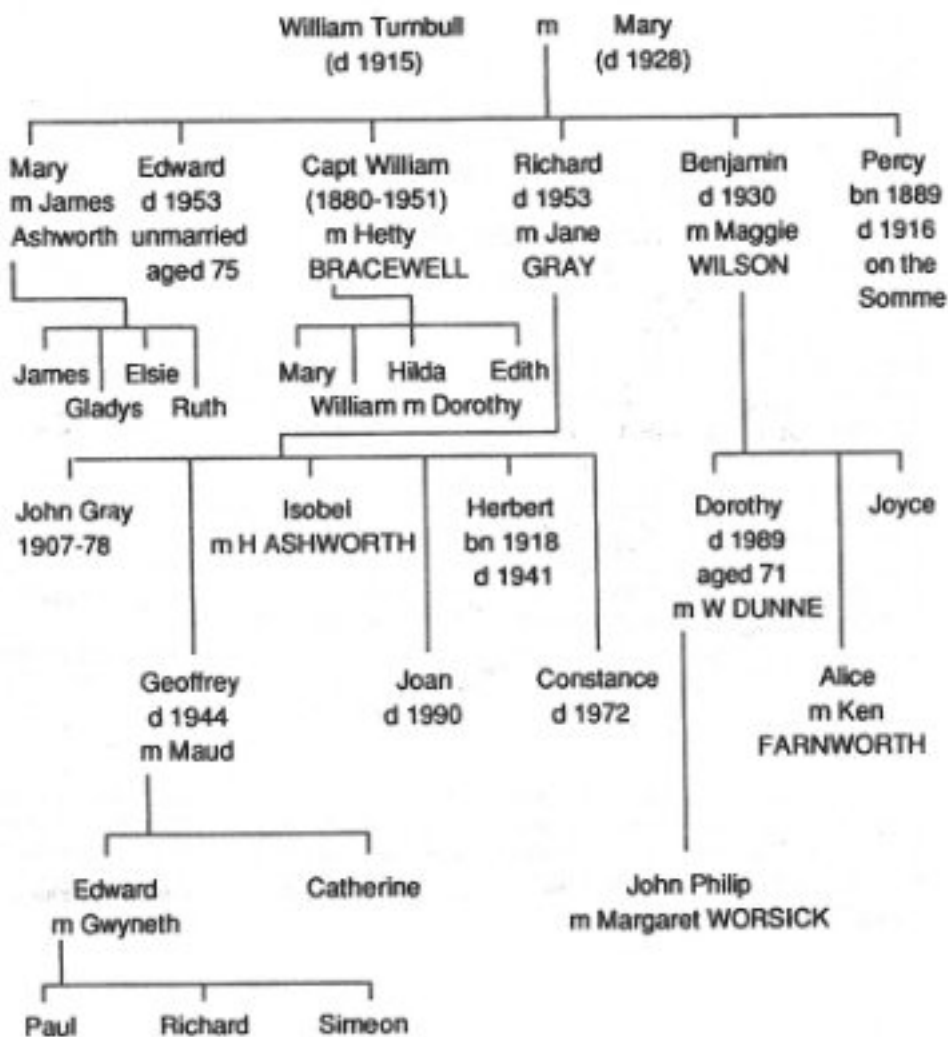 William Turnbull m Mary
(d 1915) (d 1928)
Mary
m James
Ashworth
Edward
d 1953
unmarried
aged 75
Capt William
(1880-1951)
m Hetty
BRACEWELL
Richard
d 1953
m Jane
GRAY
Benjamin
d 1930
m Maggie
WILSON
Percy
bn 1889
d 1916
on the
Somme
James Elsie
Gladys Ruth
Mary Hilda Edith
William m Dorothy
John Gray
1907-78
Isobel
m H ASHWORTH
Herbert
bn 1918
d 1941
Dorothy
d 1989
aged 71
m W DUNNE
Joyce
Geoffrey
d 1944
m Maud
Joan
d 1990
Constance
d 1972
Alice
m Ken
FARNWORTH
Edward
m Gwyneth
Catherine
John Philip
m Margaret WORSICK
Paul Richard Simeon